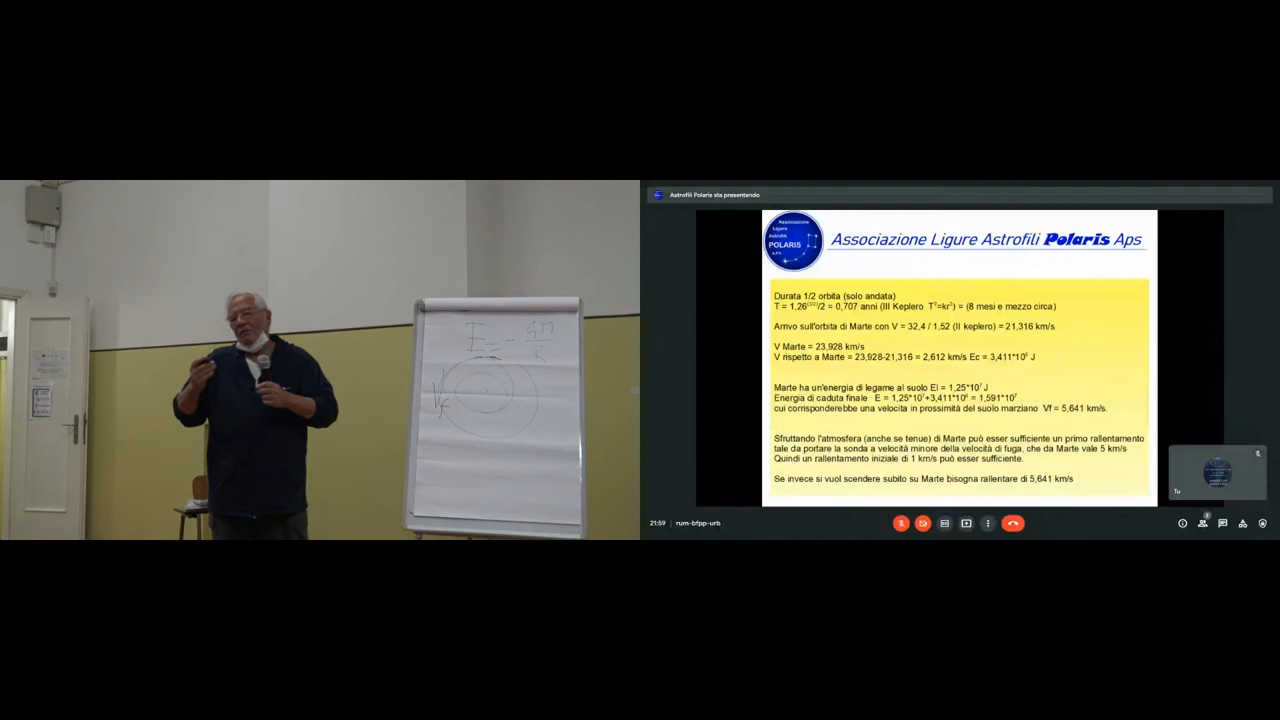 Astrofili Polaris sta presentando
Associazione
Ligure
Astrofili
POLARIS
Associazione Ligure Astrofili Polaris Aps
Durata 1/2 orbita (solo andata)
T = 1,26^(3/2)/2 = 0,707 anni (III Keplero T²=kr³) = (8 mesi e mezzo circa)
Arrivo sull'orbita di Marte con V = 32,4 / 1,52 (II keplero) = 21,316 km/s
V Marte = 23,928 km/s
V rispetto a Marte = 23,928-21,316 = 2,612 km/s Ec = 3,411*10⁶ J
Marte ha un'energia di legame al suolo El = 1,25*10⁷ J
Energia di caduta finale E = 1,25*10⁷+3,411*10⁶ = 1,591*10⁷
cui corrisponderebbe una velocita in prossimità del suolo marziano Vf = 5,641 km/s.
Sfruttando l'atmosfera (anche se tenue) di Marte può esser sufficiente un primo rallentamento
tale da portare la sonda a velocità minore della velocità di fuga, che da Marte vale 5 km/s
Quindi un rallentamento iniziale di 1 km/s può esser sufficiente.
Se invece si vuol scendere subito su Marte bisogna rallentare di 5,641 km/s
Tu
21:59 | rum-bfpp-urb
2
E = -
Vf